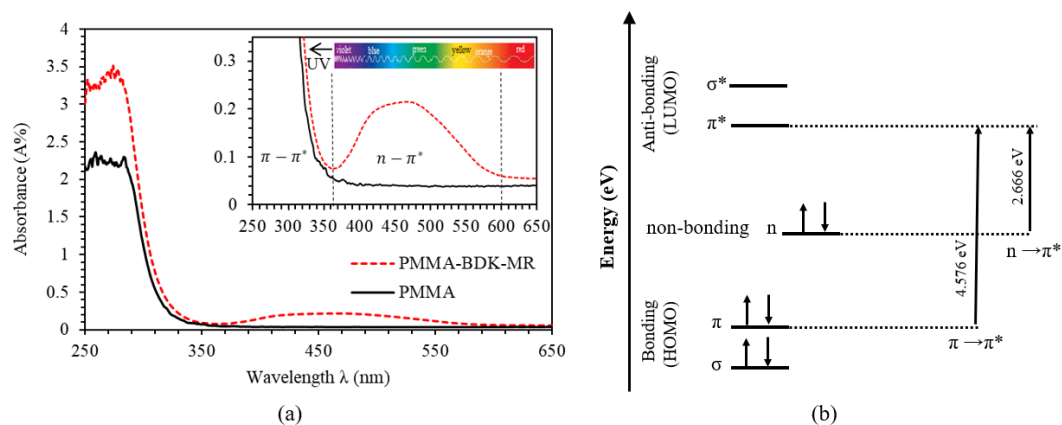 4
3.5
3
2.5
2
1.5
1
0.5
0
Absorbance (A%)
250
350
450
550
650
Wavelength λ (nm)
0.3
0.2
0.1
0
250
300
350
400
450
500
550
600
650
UV
violet
blue
green
yellow
orange
red
π − π*
n − π*
PMMA-BDK-MR
PMMA
(a)
Energy (eV)
Anti-bonding
(LUMO)
σ*
π*
non-bonding n
Bonding
(HOMO)
π
σ
4.576 eV
2.666 eV
n →π*
π →π*
(b)